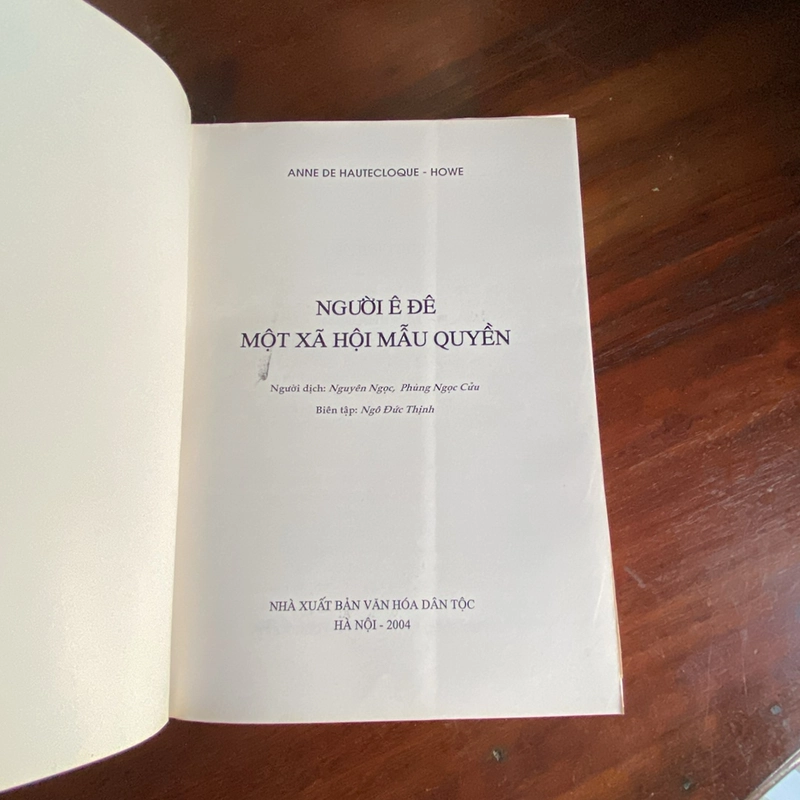 ANNE DE HAUTECLOQUE - HOWE
NGƯỜI Ê ĐÊ
MỘT XÃ HỘI MẪU QUYỀN
Người dịch: Nguyên Ngọc, Phùng Ngọc Cửu
Biên tập: Ngô Đức Thịnh
NHÀ XUẤT BẢN VĂN HÓA DÂN TỘC
HÀ NỘI - 2004